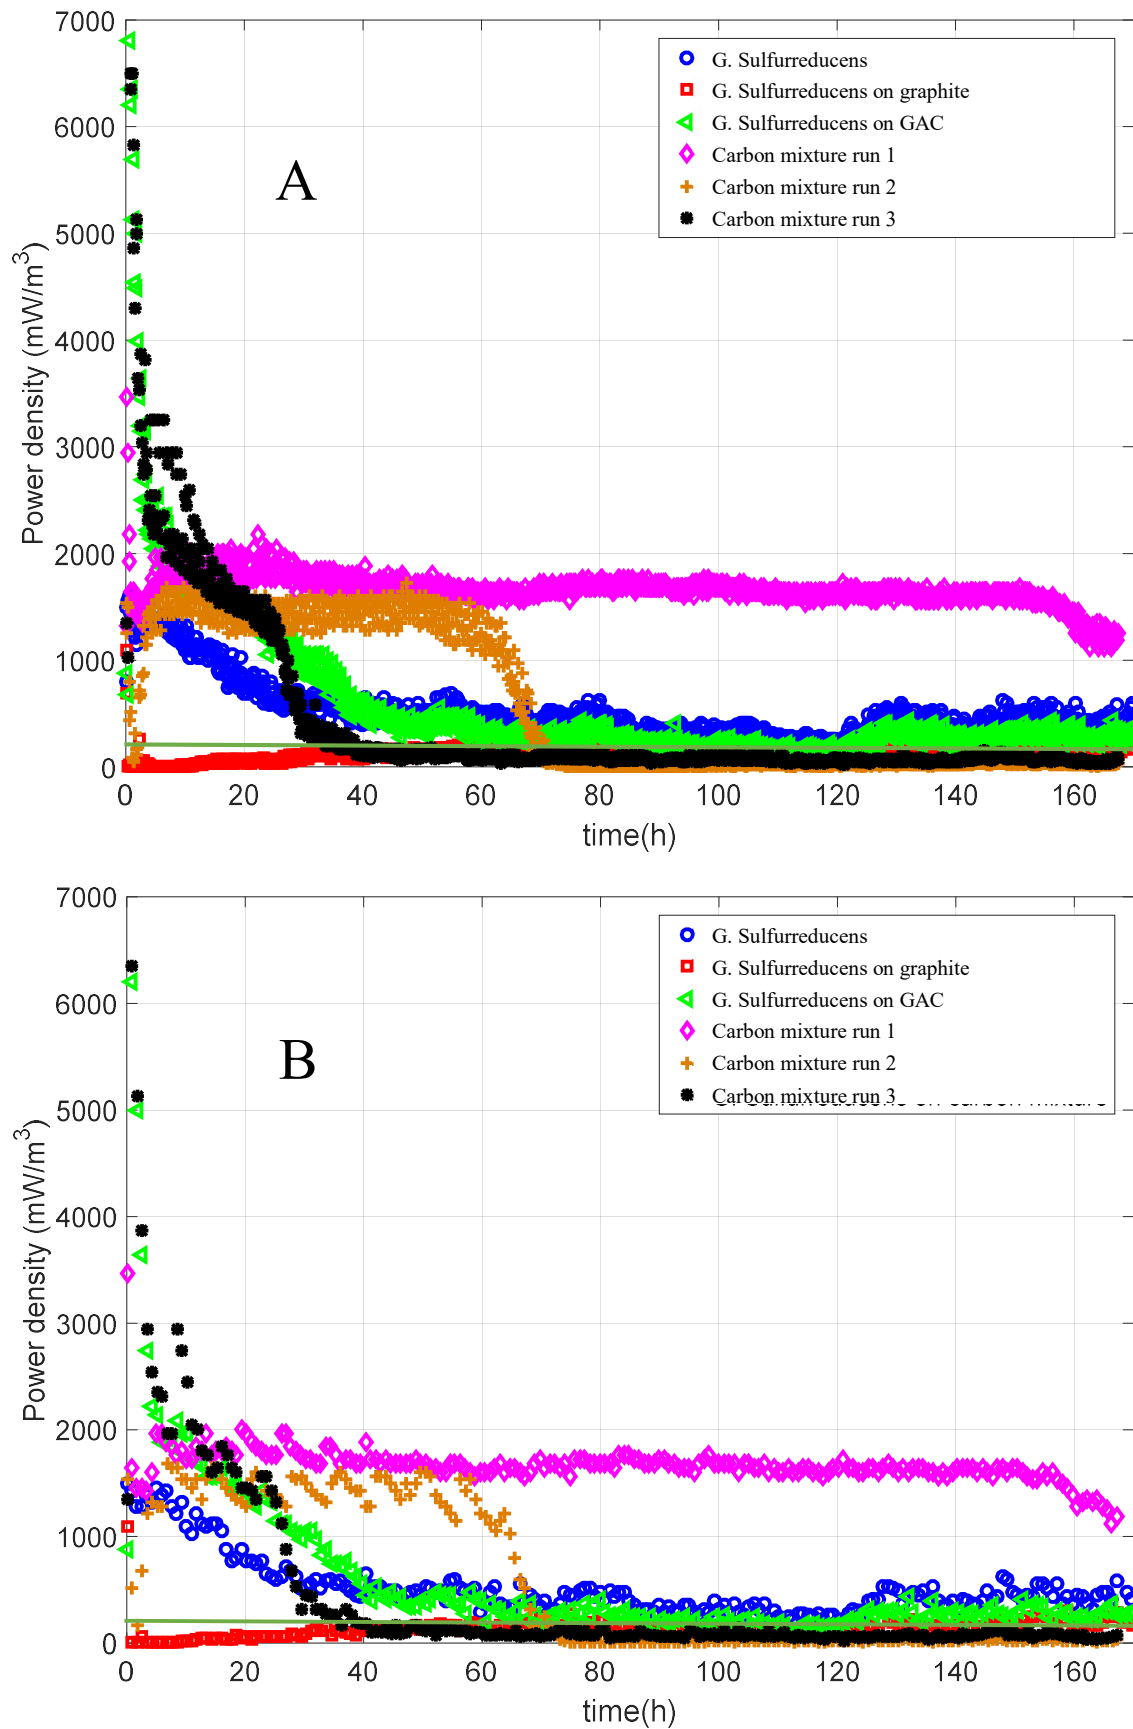 7000
6000
5000
4000
3000
2000
1000
0
Power density (mW/m3)
A
G. Sulfurreducens
G. Sulfurreducens on graphite
G. Sulfurreducens on GAC
Carbon mixture run 1
Carbon mixture run 2
Carbon mixture run 3
0 20 40 60 80 100 120 140 160
time(h)
7000
6000
5000
4000
3000
2000
1000
0
Power density (mW/m3)
B
G. Sulfurreducens
G. Sulfurreducens on graphite
G. Sulfurreducens on GAC
Carbon mixture run 1
Carbon mixture run 2
Carbon mixture run 3
0 20 40 60 80 100 120 140 160
time(h)